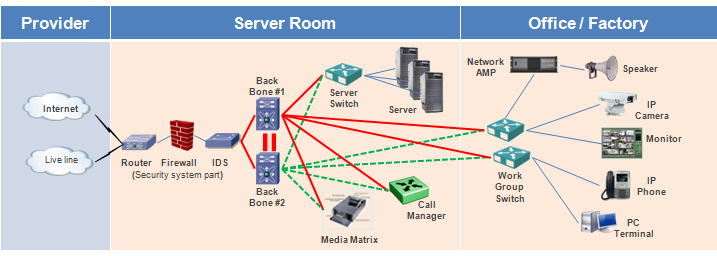 Provider
Server Room
Office / Factory
Internet
Live line
Router
Firewall
IDS
(Security system part)
Back
Bone #1
Back
Bone #2
Server
Switch
Server
Media Matrix
Call
Manager
Network
AMP
Speaker
IP
Camera
Monitor
Work
Group
Switch
IP
Phone
PC
Terminal